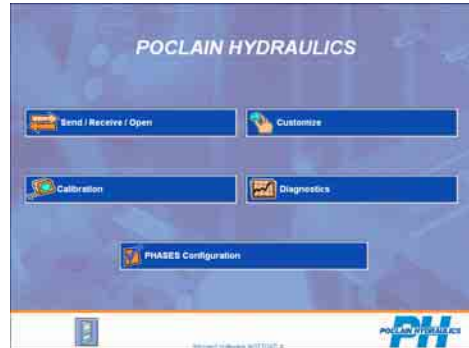 POCLAIN HYDRAULICS
Send / Receive / Open
Customize
Calibration
Diagnostics
PHASES Configuration
POCLAIN HYDRAULICS
PH